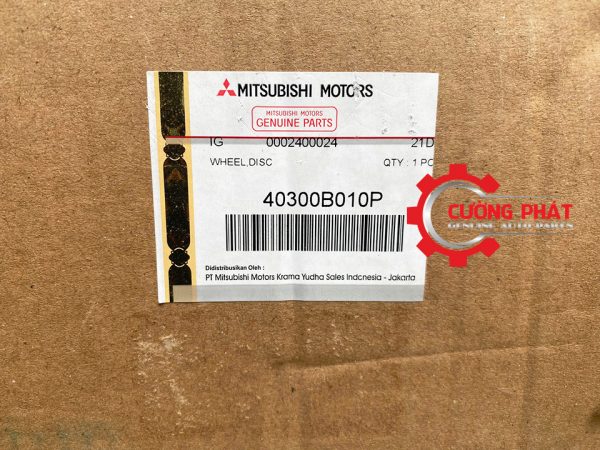 MITSUBISHI MOTORS
MITSUBISHI MOTORS
GENUINE PARTS
IG 0002400024 21D
WHEEL,DISC QTY : 1 PC
40300B010P
Didistribusikan Oleh :
PT Mitsubishi Motors Krama Yudha Sales Indonesia - Jakarta
CƯỜNG PHÁT
GENUINE AUTO PARTS